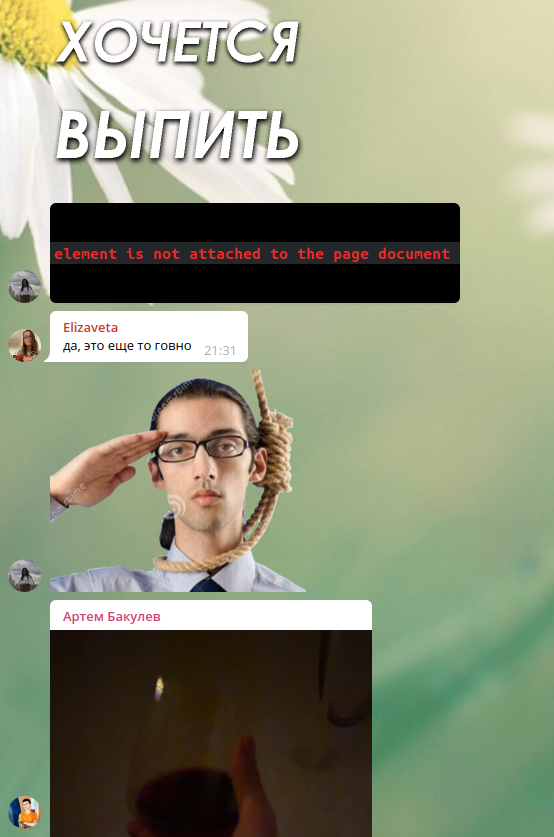 ХОЧЕТСЯ
ВЫПИТЬ
element is not attached to the page document
Elizaveta
да, это еще то говно 21:31
Артем Бакулев